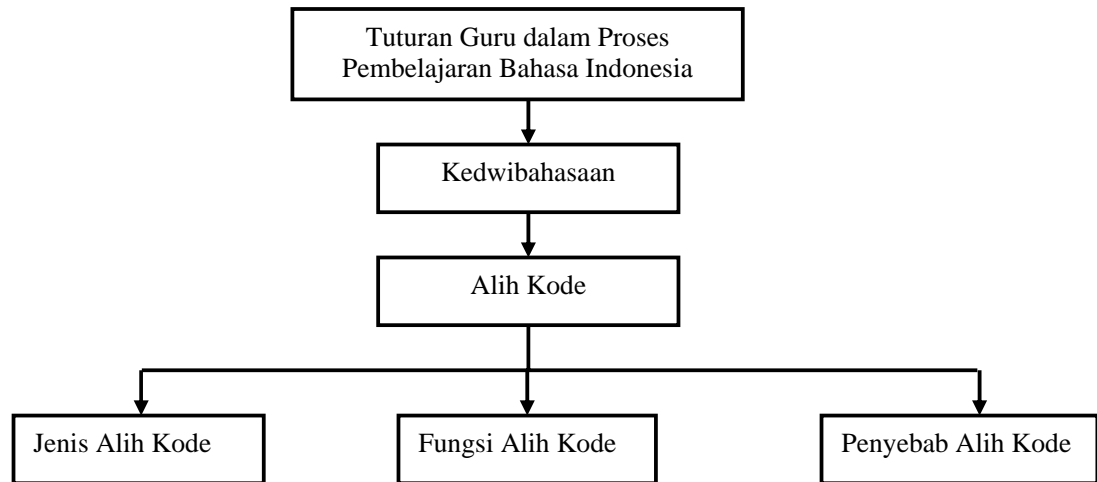 Tuturan Guru dalam Proses
Pembelajaran Bahasa Indonesia
Kedwibahasaan
Alih Kode
Jenis Alih Kode
Fungsi Alih Kode
Penyebab Alih Kode